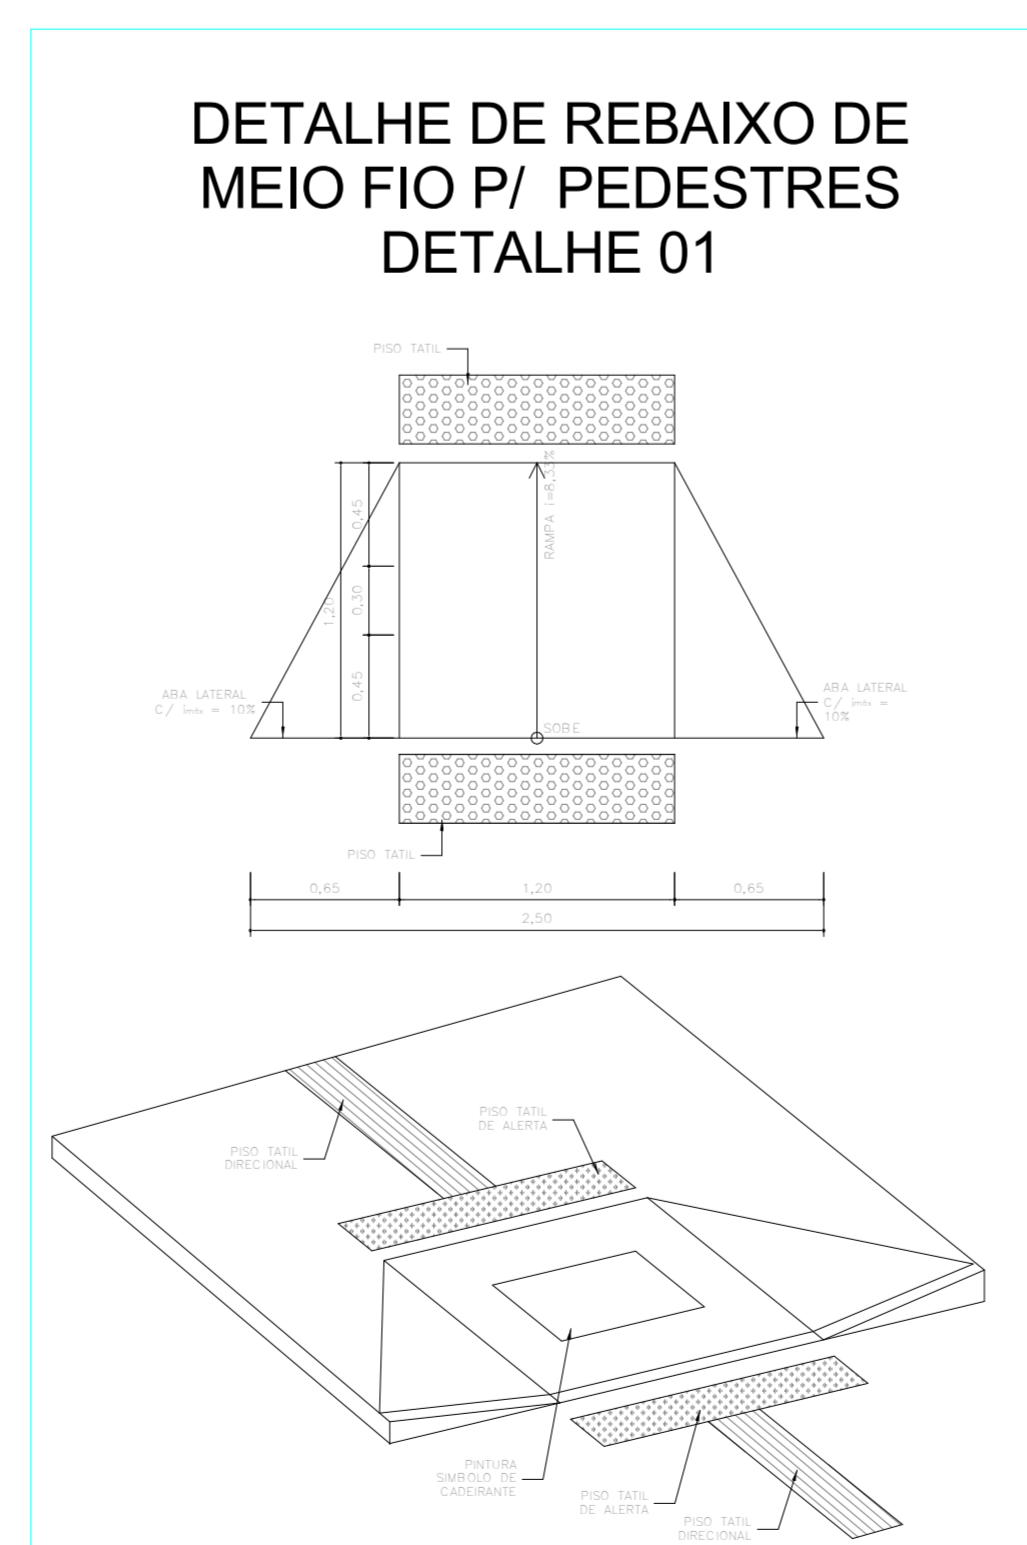 DETALHE DE REBAIXO DE
MEIO FIO P/ PEDESTRES
DETALHE 01
PISO TATIL
RAMPA i=8,33%
0,45
0,30
1,20
0,45
ABA LATERAL
C/ imáx = 10%
ABA LATERAL
C/ imáx =
10%
SOBE
PISO TATIL
0,65
1,20
0,65
2,50
PISO TATIL
DE ALERTA
PISO TATIL
DIRECIONAL
PINTURA
SIMBOLO DE
CADEIRANTE
PISO TATIL
DE ALERTA
PISO TATIL
DIRECIONAL